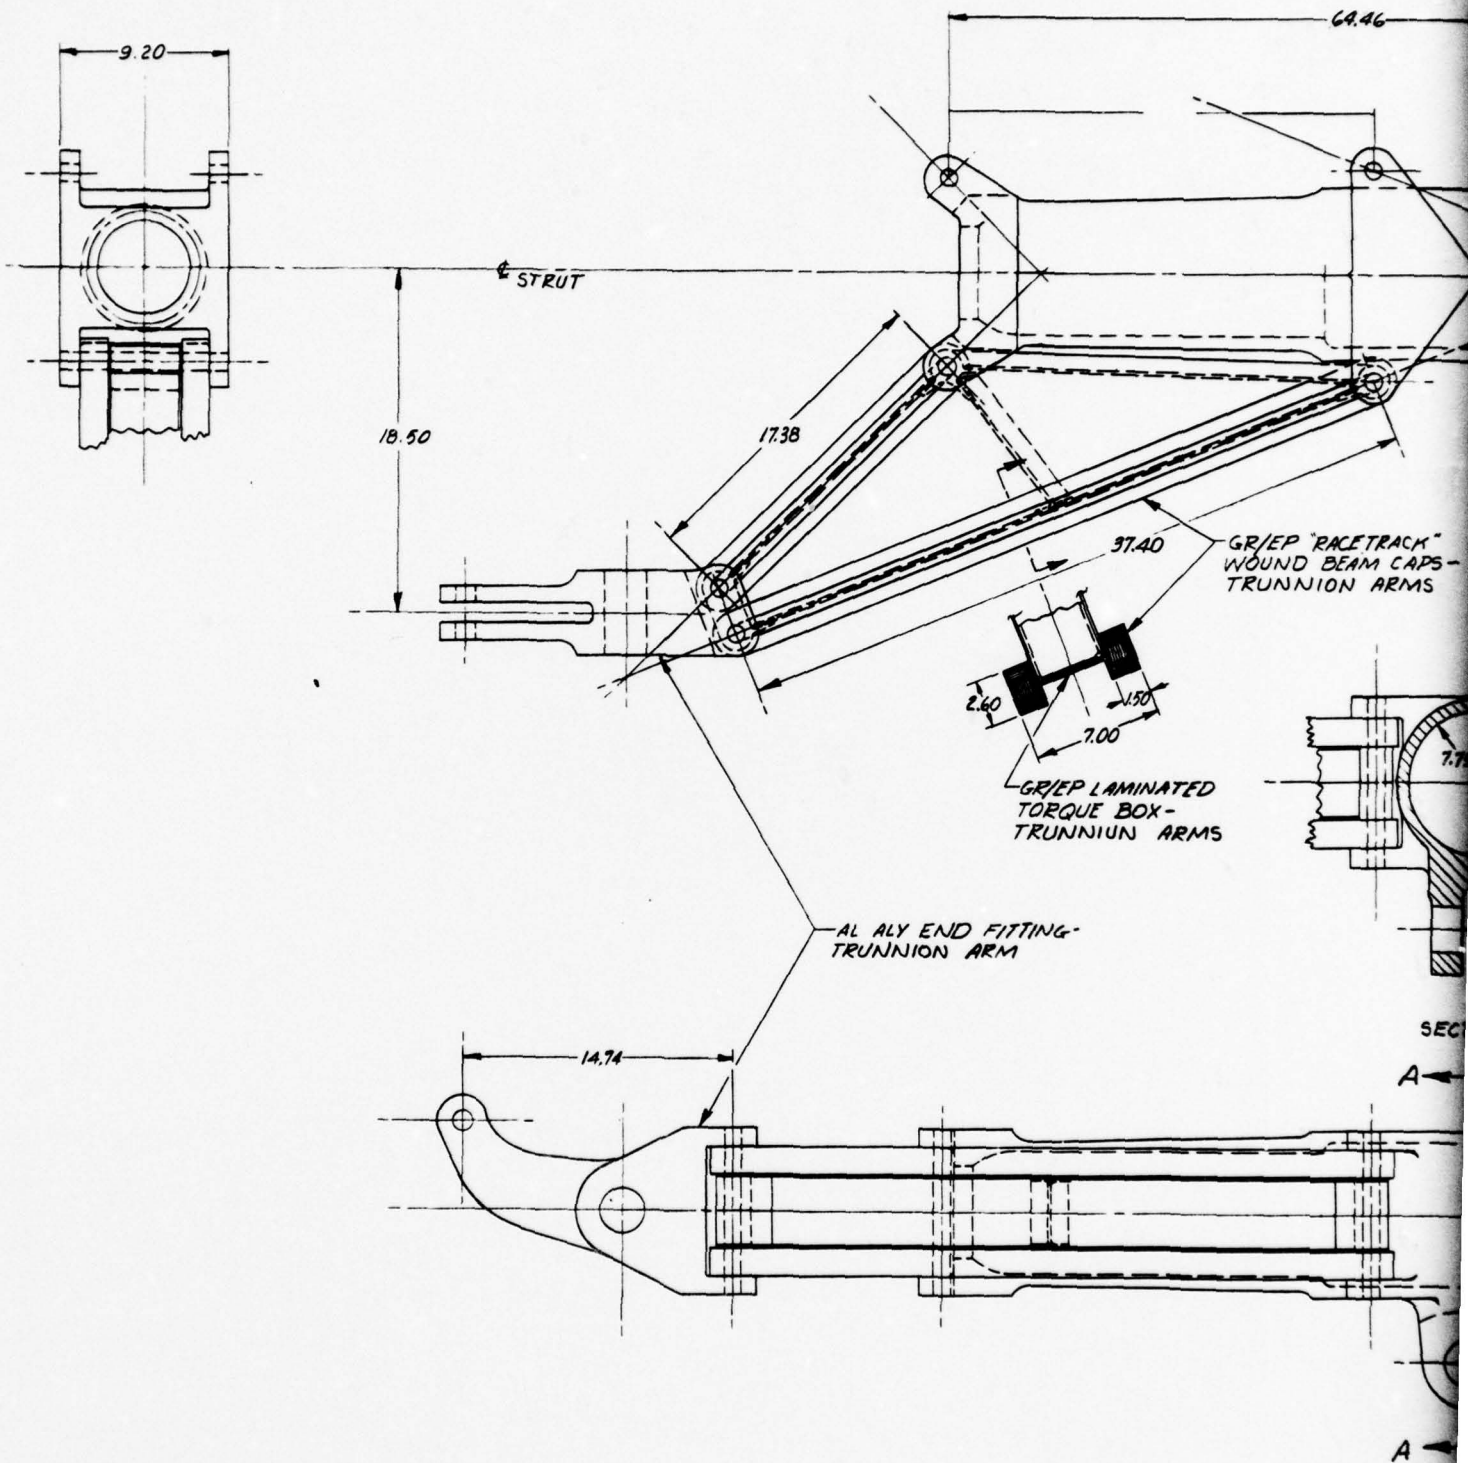 64.46
9.20
℄ STRUT
18.50
17.38
37.40
GR/EP "RACETRACK"
WOUND BEAM CAPS-
TRUNNION ARMS
2.60
1.50
7.00
GR/EP LAMINATED
TORQUE BOX-
TRUNNIUN ARMS
AL ALY END FITTING-
TRUNNION ARM
14.74
A
A